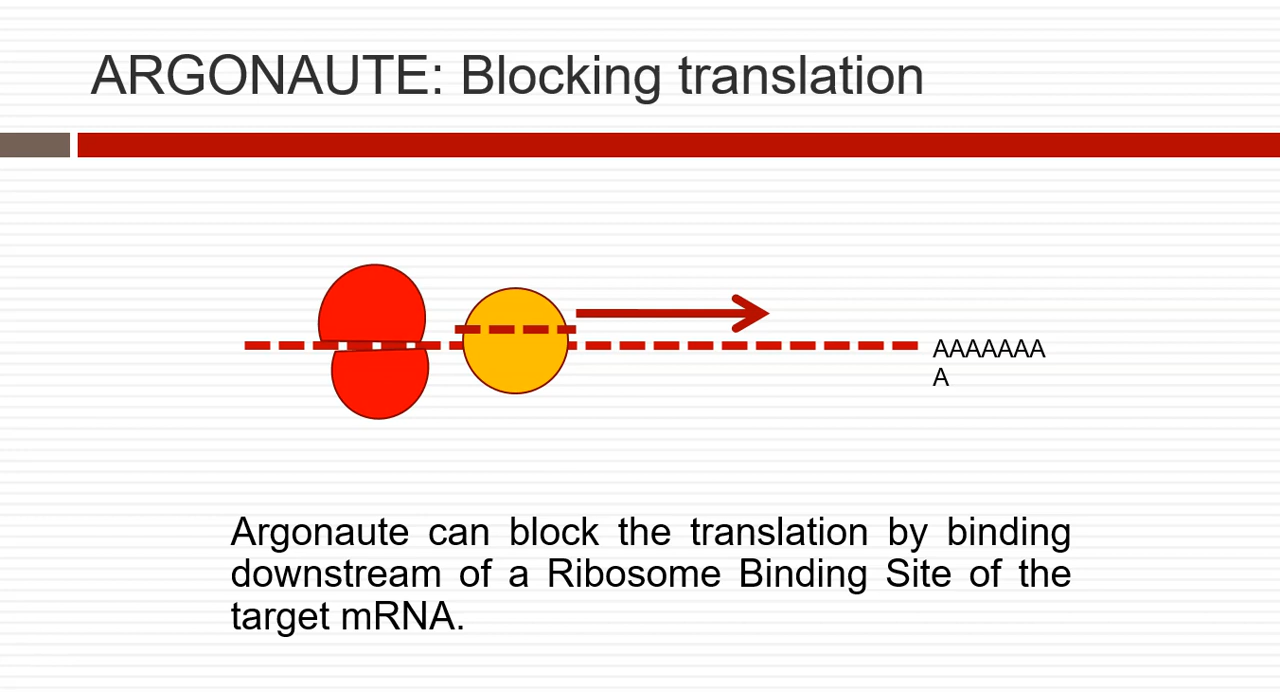 ARGONAUTE: Blocking translation
AAAAAAA
A
Argonaute can block the translation by binding
downstream of a Ribosome Binding Site of the
target mRNA.